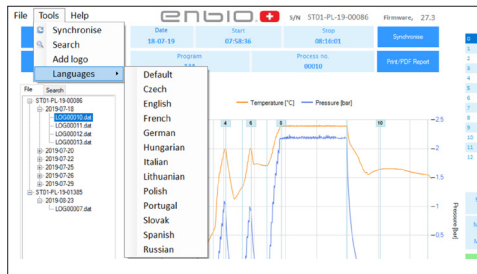 File Tools Help
enbio
S/N ST01-PL-19-00086 Firmware, 27.3
Synchronise
Search
Add logo
Languages
Default
Czech
English
French
German
Hungarian
Italian
Lithuanian
Polish
Portugal
Slovak
Spanish
Russian
Date
18-07-19
Start
07:58:36
Stop
08:16:01
Synchronise
Program
134
Process no.
00010
Print/PDF Report
File Search
ST01-PL-19-00086
2019-07-18
LOG00010.dat
LOG00011.dat
LOG00012.dat
LOG00013.dat
2019-07-20
2019-07-22
2019-07-25
2019-07-26
2019-07-29
ST01-PL-19-01385
2019-08-23
LOG00007.dat
Temperature [°C] Pressure [bar]
4 6 9 10
2.5
2
1.5
1
0.5
Pressure [bar]
0
1
2
3
4
5
6
7
8
9
10
11
12